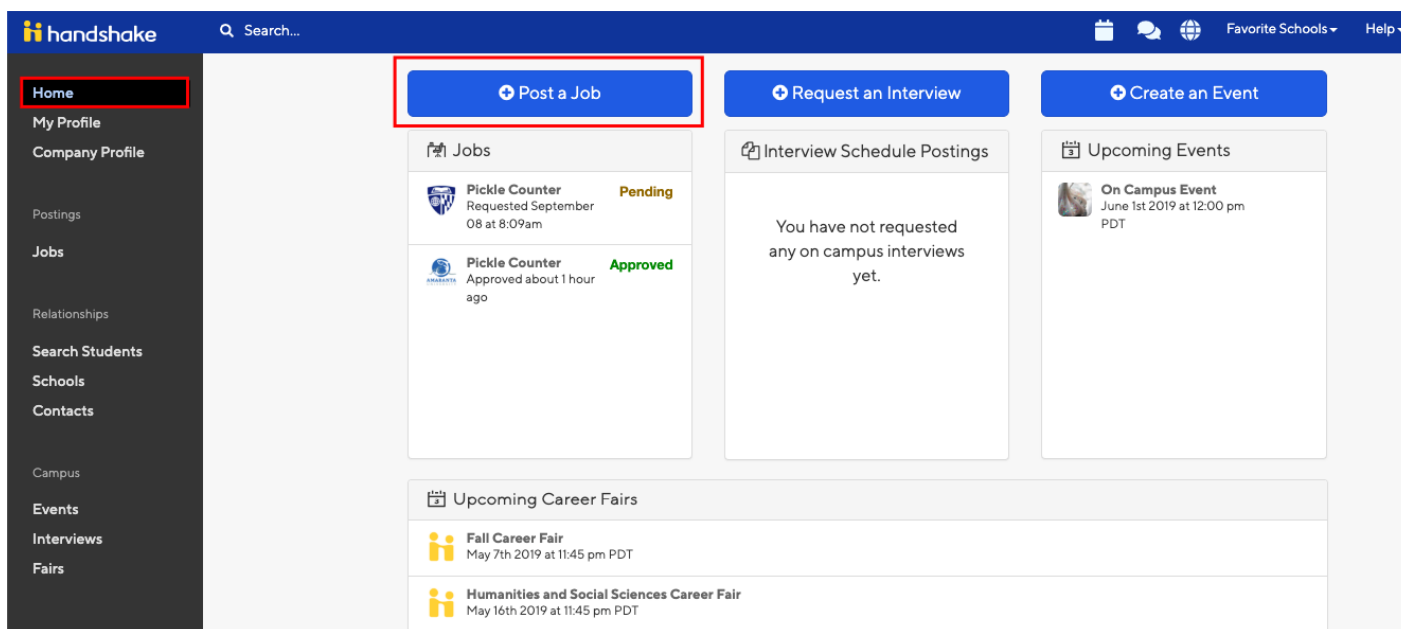 handshake
Search...
Favorite Schools
Help
Home
My Profile
Company Profile
Postings
Jobs
Relationships
Search Students
Schools
Contacts
Campus
Events
Interviews
Fairs
Post a Job
Request an Interview
Create an Event
Jobs
Pickle Counter Pending
Requested September
08 at 8:09am
Pickle Counter Approved
Approved about 1 hour
ago
Interview Schedule Postings
You have not requested
any on campus interviews
yet.
Upcoming Events
On Campus Event
June 1st 2019 at 12:00 pm
PDT
Upcoming Career Fairs
Fall Career Fair
May 7th 2019 at 11:45 pm PDT
Humanities and Social Sciences Career Fair
May 16th 2019 at 11:45 pm PDT